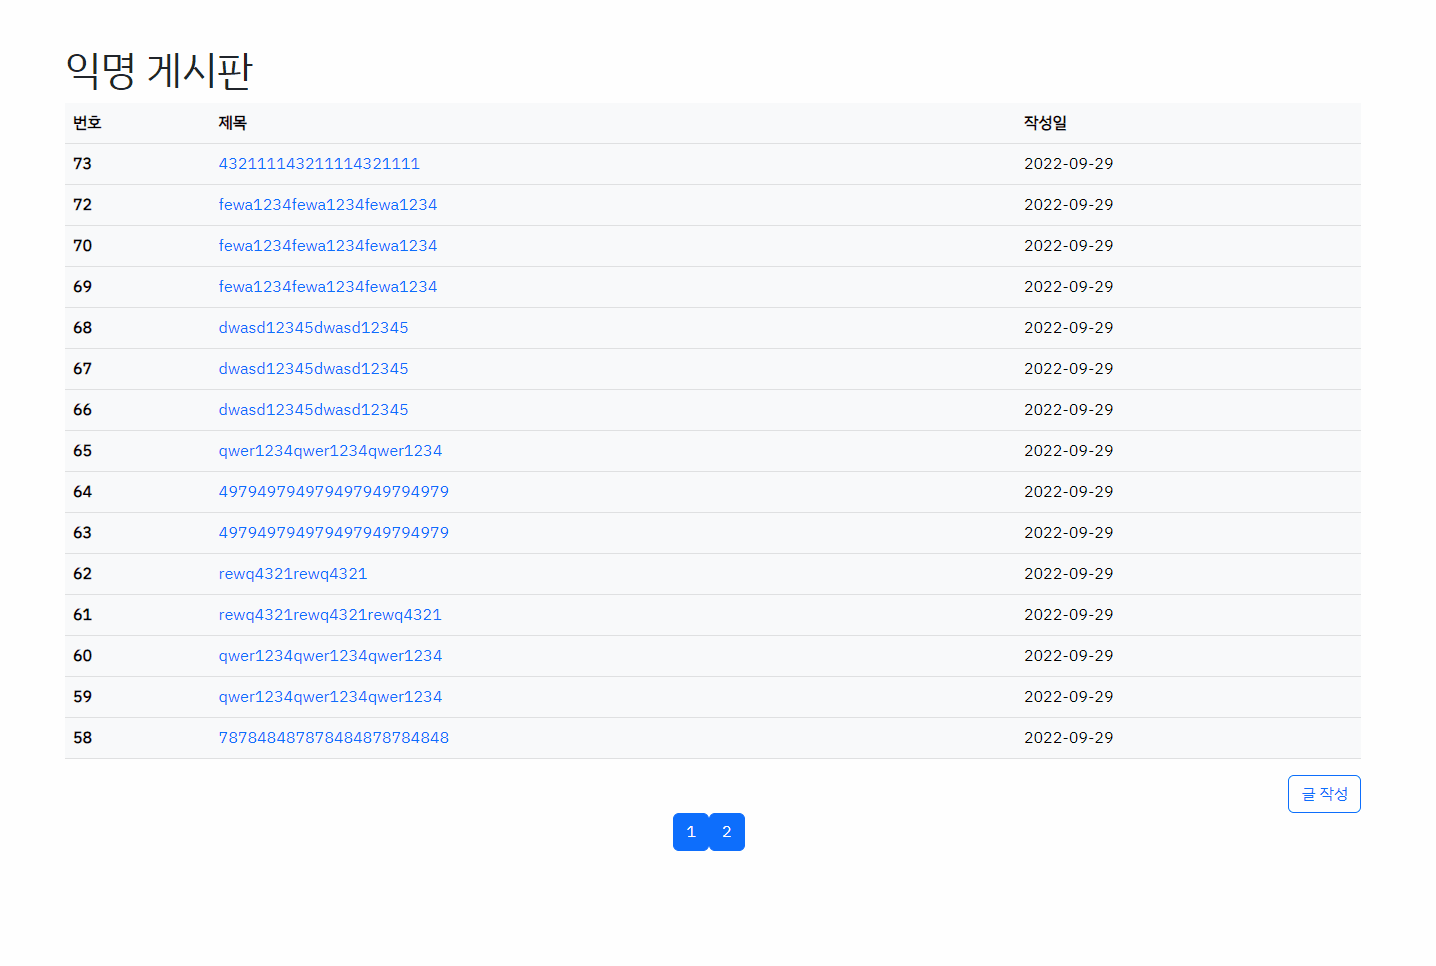 익명 게시판
번호 제목 작성일
73 432111143211114321111 2022-09-29
72 fewa1234fewa1234fewa1234 2022-09-29
70 fewa1234fewa1234fewa1234 2022-09-29
69 fewa1234fewa1234fewa1234 2022-09-29
68 dwasd12345dwasd12345 2022-09-29
67 dwasd12345dwasd12345 2022-09-29
66 dwasd12345dwasd12345 2022-09-29
65 qwer1234qwer1234qwer1234 2022-09-29
64 497949794979497949794979 2022-09-29
63 497949794979497949794979 2022-09-29
62 rewq4321rewq4321 2022-09-29
61 rewq4321rewq4321rewq4321 2022-09-29
60 qwer1234qwer1234qwer1234 2022-09-29
59 qwer1234qwer1234qwer1234 2022-09-29
58 787848487878484878784848 2022-09-29
글 작성
1 2